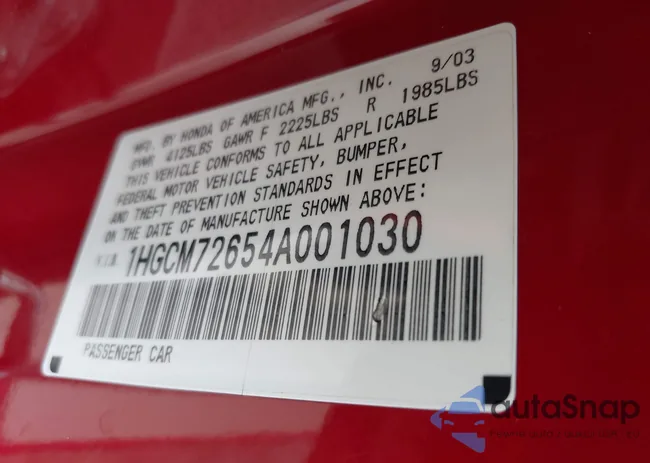 MFD. BY HONDA OF AMERICA MFG., INC. 9/03
GVWR 4125LBS GAWR F 2225LBS R 1985LBS
THIS VEHICLE CONFORMS TO ALL APPLICABLE
FEDERAL MOTOR VEHICLE SAFETY, BUMPER,
AND THEFT PREVENTION STANDARDS IN EFFECT
ON THE DATE OF MANUFACTURE SHOWN ABOVE:
1HGCM72654A001030
PASSENGER CAR
autoSnap